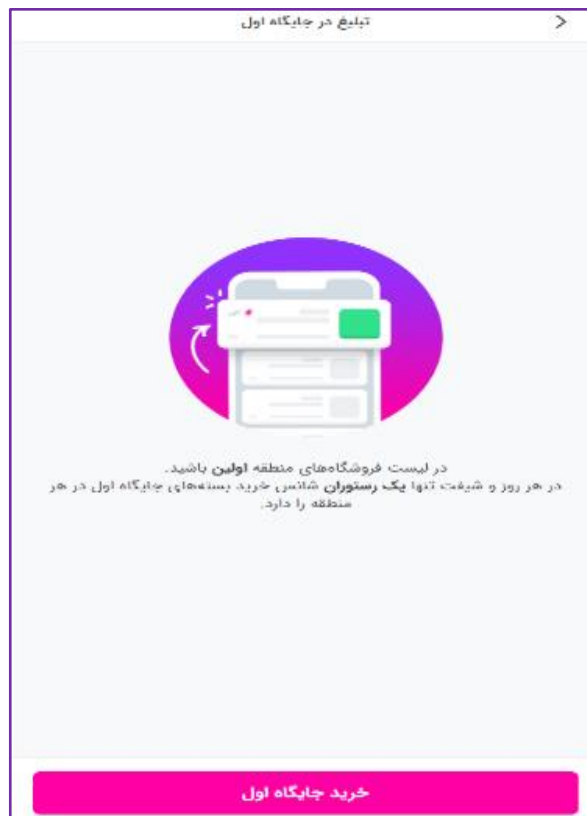 تبلیغ در جایگاه اول
در لیست فروشگاه‌های منطقه اولین باشید.
در هر روز و شیفت تنها یک رستوران شانس خرید بسته‌های جایگاه اول در هر
منطقه را دارد.
خرید جایگاه اول